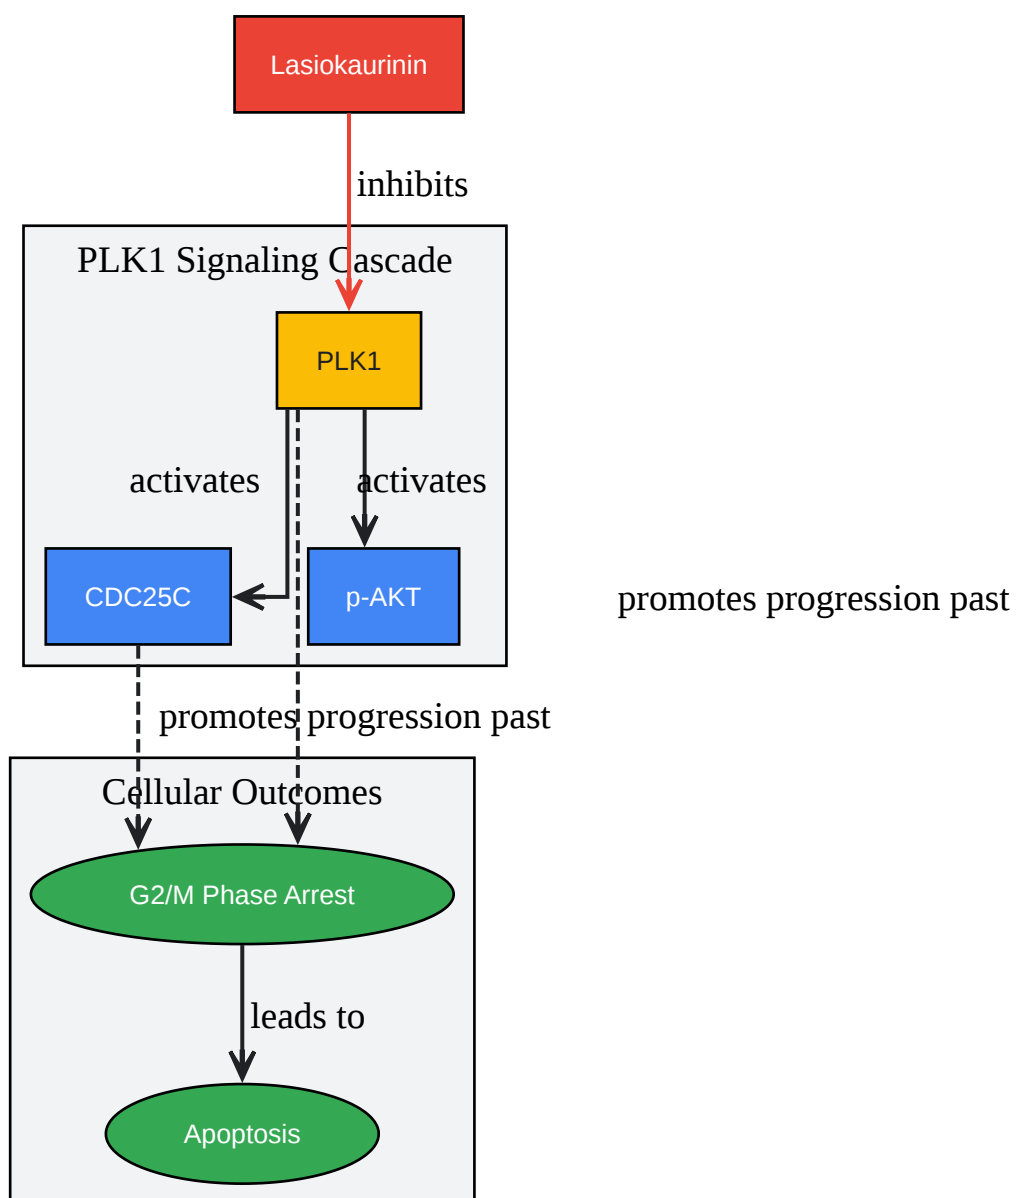 Lasiokaurinin
inhibits
PLK1 Signaling Cascade
PLK1
activates
activates
CDC25C
p-AKT
promotes progression past
promotes progression past
Cellular Outcomes
G2/M Phase Arrest
leads to
Apoptosis